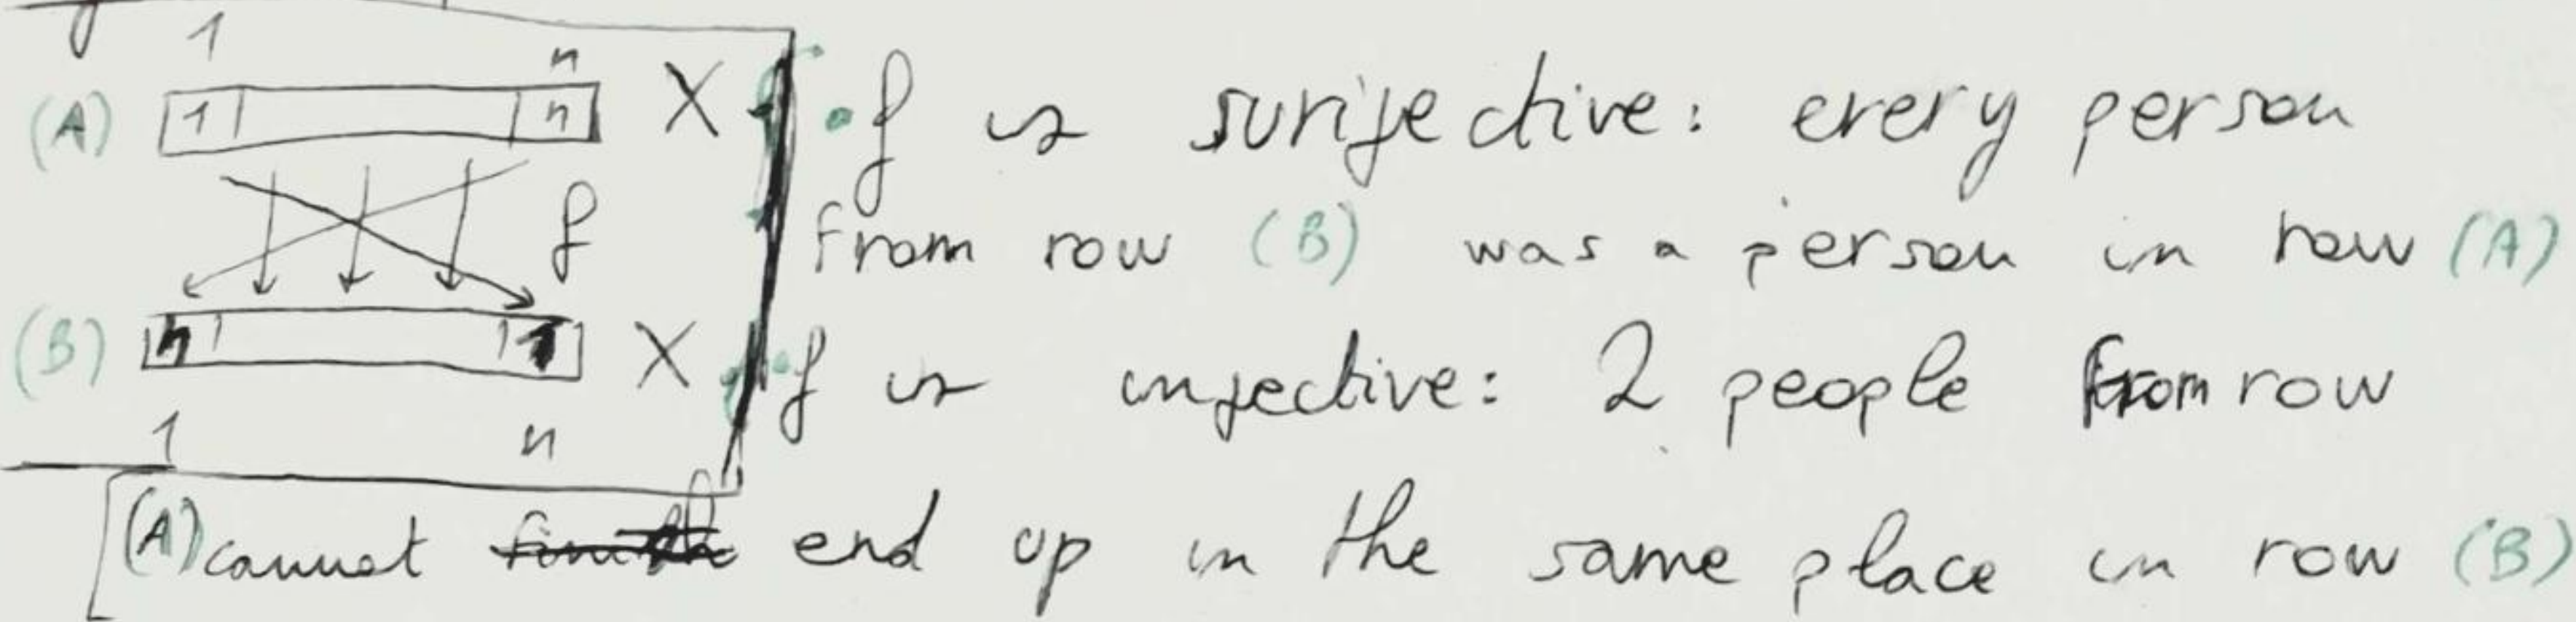 1 n
(A) 1 n X
• f is surijective: every person
f from row (B) was a person in row (A)
(B) n 1 X
• f is injective: 2 people from row
1 n
(A) cannot end up in the same place in row (B)